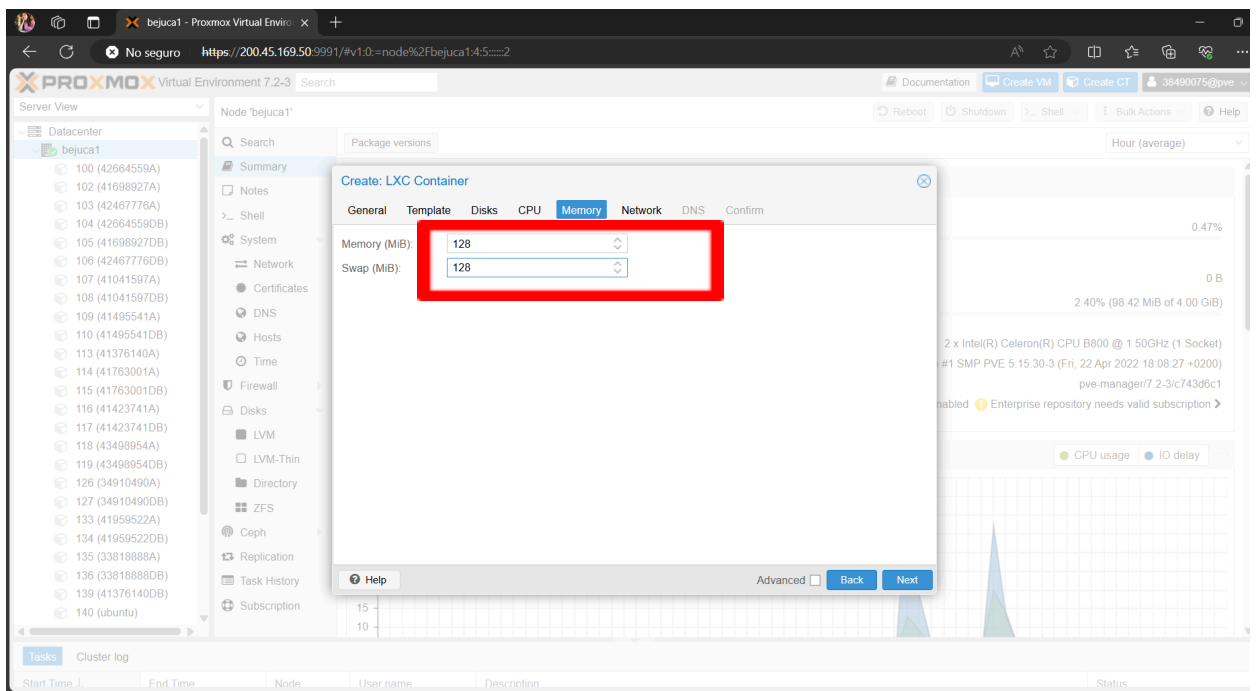 bejuca1 - Proxmox Virtual Enviro
No seguro https://200.45.169.50:9991/#v1:0:=node%2Fbejuca1:4:5::::::2
PROXMOX Virtual Environment 7.2-3 Search
Documentation Create VM Create CT 38490075@pve
Server View
Node 'bejuca1'
Reboot Shutdown Shell Bulk Actions Help
Datacenter
bejuca1
100 (42664559A)
102 (41698927A)
103 (42467776A)
104 (42664559DB)
105 (41698927DB)
106 (42467776DB)
107 (41041597A)
108 (41041597DB)
109 (41495541A)
110 (41495541DB)
113 (41376140A)
114 (41763001A)
115 (41763001DB)
116 (41423741A)
117 (41423741DB)
118 (43498954A)
119 (43498954DB)
126 (34910490A)
127 (34910490DB)
133 (41959522A)
134 (41959522DB)
135 (33818888A)
136 (33818888DB)
139 (41376140DB)
140 (ubuntu)
Search
Summary
Notes
Shell
System
Network
Certificates
DNS
Hosts
Time
Firewall
Disks
LVM
LVM-Thin
Directory
ZFS
Ceph
Replication
Task History
Subscription
Package versions
Hour (average)
Create: LXC Container
General Template Disks CPU Memory Network DNS Confirm
Memory (MiB): 128
Swap (MiB): 128
Help Advanced Back Next
0.47%
0 B
2.40% (98.42 MiB of 4.00 GiB)
2 x Intel(R) Celeron(R) CPU B800 @ 1.50GHz (1 Socket)
#1 SMP PVE 5.15.30-3 (Fri, 22 Apr 2022 18:08:27 +0200)
pve-manager/7.2-3/c743d6c1
Enterprise repository needs valid subscription
CPU usage IO delay
15
10
Tasks Cluster log
Start Time End Time Node User name Description Status